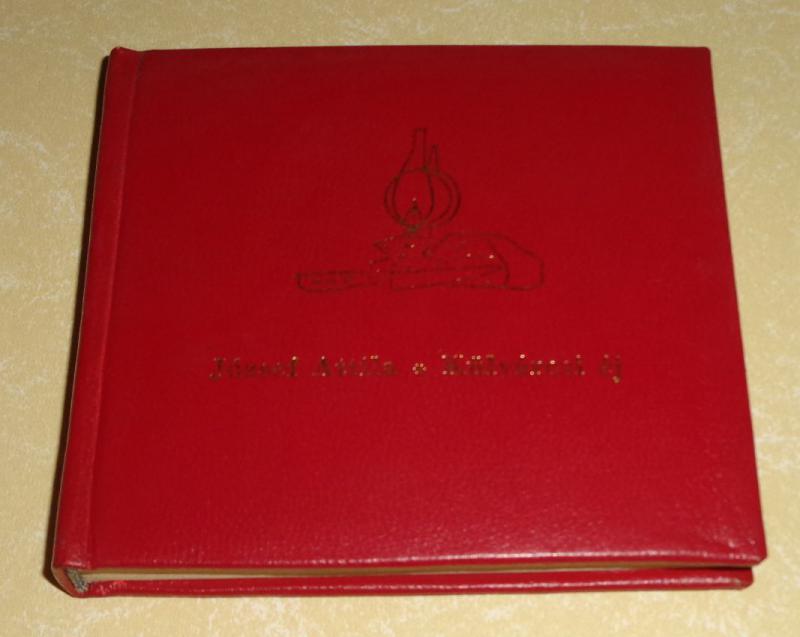 József Attila * Külvárosi éj